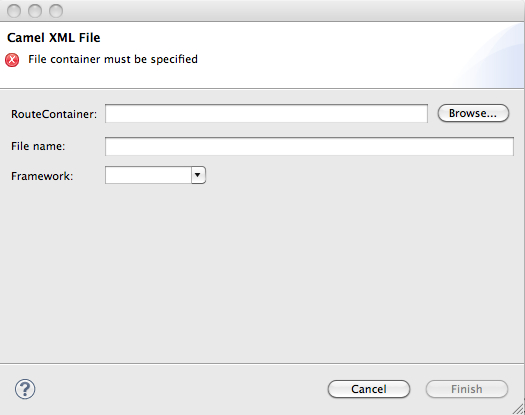 Camel XML File
File container must be specified
RouteContainer:
Browse...
File name:
Framework:
?
Cancel
Finish